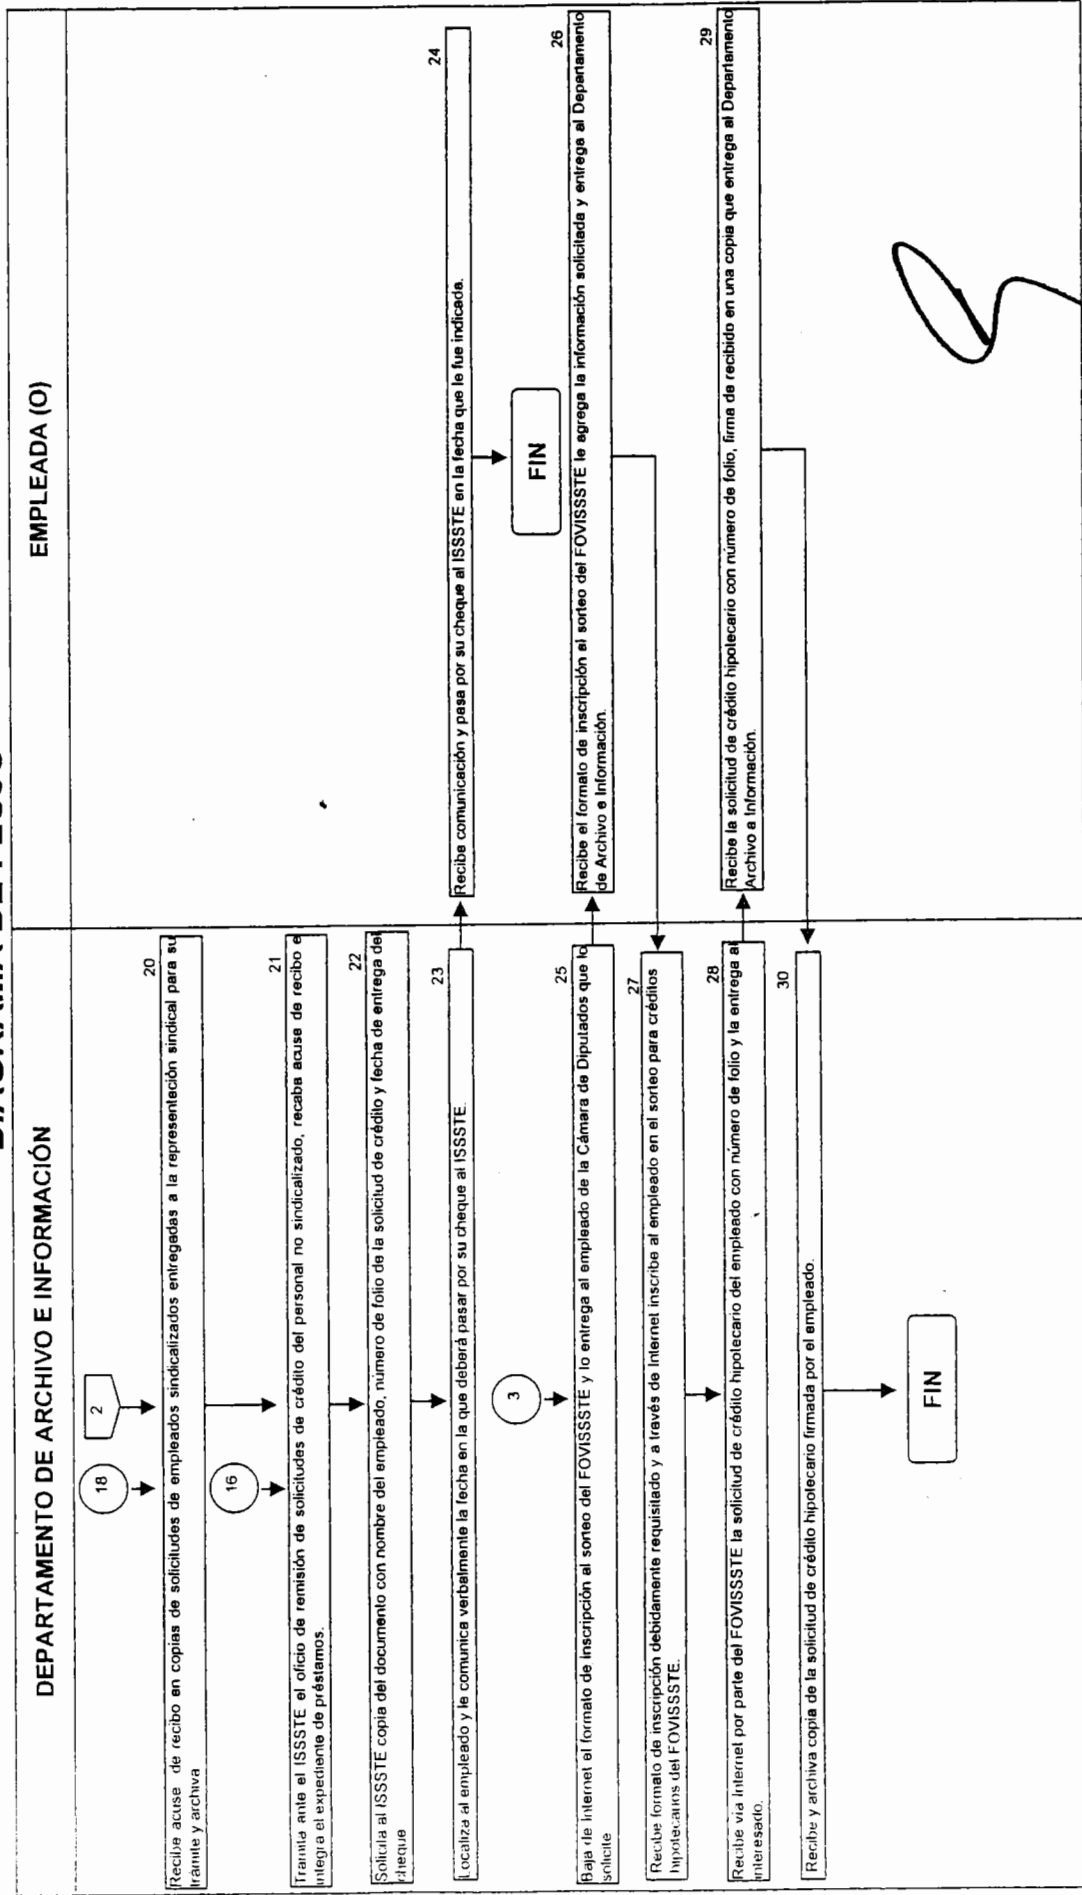 DEPARTAMENTO DE ARCHIVO E INFORMACIÓN
EMPLEADA (O)
18
2
20
Recibe acuse de recibo en copias de solicitudes de empleados sindicalizados entregadas a la representación sindical para su
trámite y archiva
16
21
Tramita ante el ISSSTE el oficio de remisión de solicitudes de crédito del personal no sindicalizado, recaba acuse de recibo e
integra el expediente de préstamos.
22
Solicita al ISSSTE copia del documento con nombre del empleado, número de folio de la solicitud de crédito y fecha de entrega del
cheque
23
Localiza al empleado y le comunica verbalmente la fecha en la que deberá pasar por su cheque al ISSSTE.
24
Recibe comunicación y pasa por su cheque al ISSSTE en la fecha que le fue indicada.
FIN
3
25
Baja de Internet el formato de inscripción al sorteo del FOVISSSTE y lo entrega al empleado de la Cámara de Diputados que lo
solicite
26
Recibe el formato de inscripción al sorteo del FOVISSSTE le agrega la información solicitada y entrega al Departamento
de Archivo e Información.
27
Recibe formato de inscripción debidamente requisitado y a través de Internet inscribe al empleado en el sorteo para créditos
hipotecarios del FOVISSSTE.
28
Recibe vía Internet por parte del FOVISSSTE la solicitud de crédito hipotecario del empleado con número de folio y la entrega al
interesado.
29
Recibe la solicitud de crédito hipotecario con número de folio, firma de recibido en una copia que entrega al Departamento
Archivo a Información.
30
Recibe y archiva copia de la solicitud de crédito hipotecario firmada por el empleado.
FIN